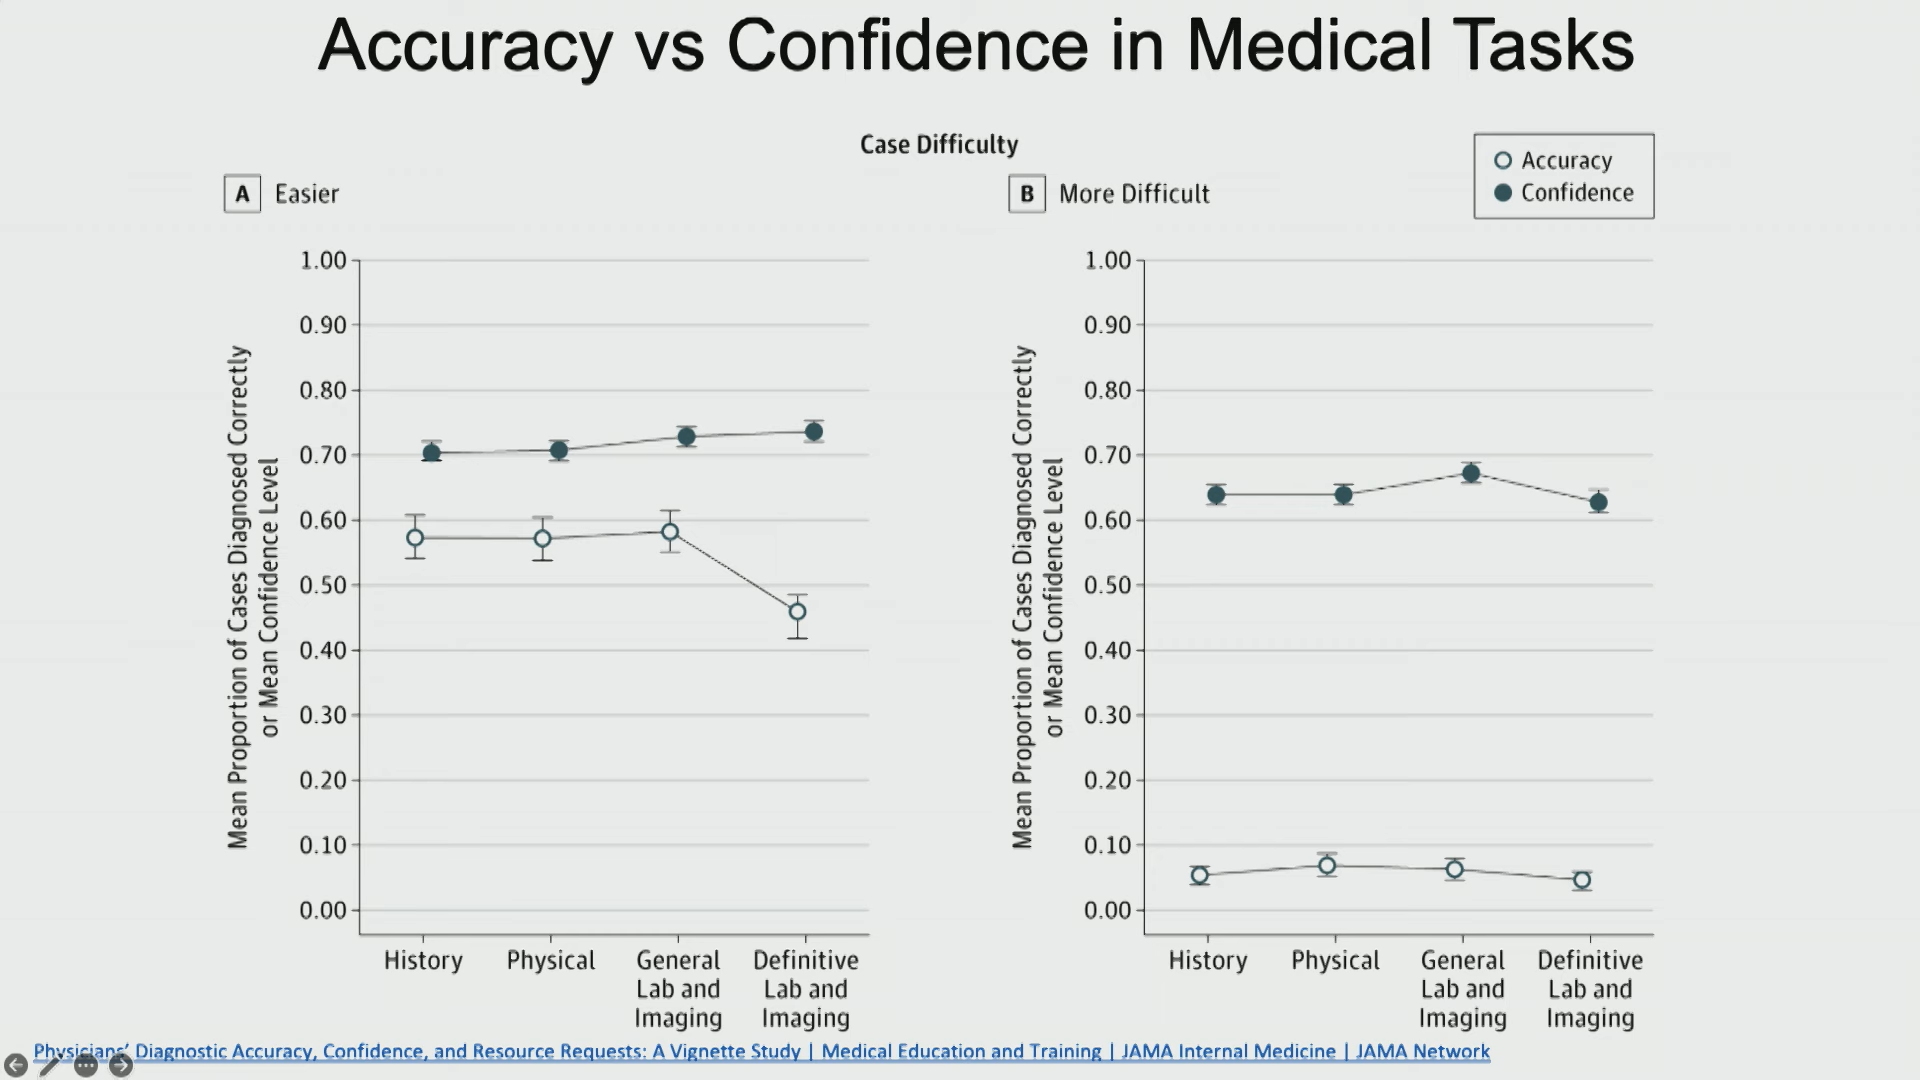 Accuracy vs Confidence in Medical Tasks
Case Difficulty
Accuracy
Confidence
A Easier
Mean Proportion of Cases Diagnosed Correctly
or Mean Confidence Level
1.00
0.90
0.80
0.70
0.60
0.50
0.40
0.30
0.20
0.10
0.00
History
Physical
General
Lab and
Imaging
Definitive
Lab and
Imaging
B More Difficult
Mean Proportion of Cases Diagnosed Correctly
or Mean Confidence Level
1.00
0.90
0.80
0.70
0.60
0.50
0.40
0.30
0.20
0.10
0.00
History
Physical
General
Lab and
Imaging
Definitive
Lab and
Imaging
Physicians' Diagnostic Accuracy, Confidence, and Resource Requests: A Vignette Study | Medical Education and Training | JAMA Internal Medicine | JAMA Network